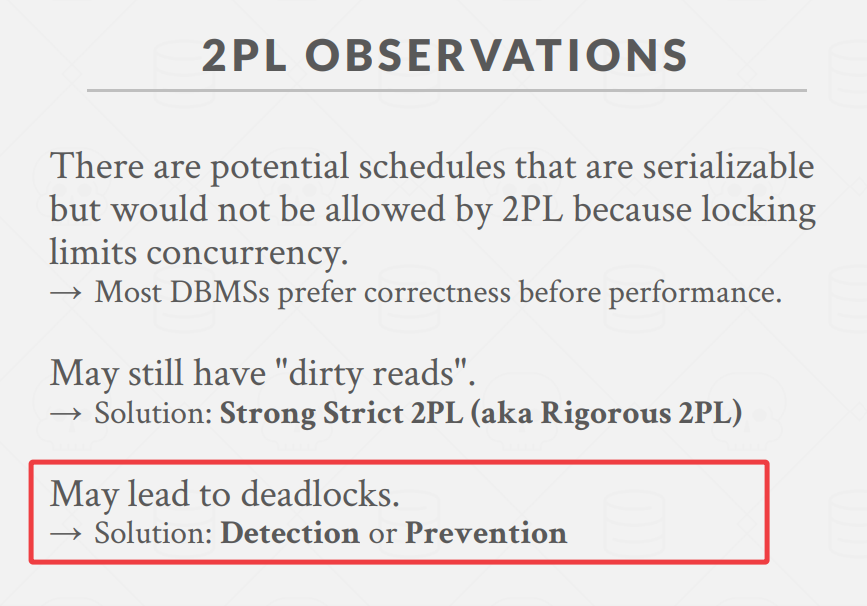 2PL OBSERVATIONS
There are potential schedules that are serializable
but would not be allowed by 2PL because locking
limits concurrency.
→ Most DBMSs prefer correctness before performance.
May still have "dirty reads".
→ Solution: Strong Strict 2PL (aka Rigorous 2PL)
May lead to deadlocks.
→ Solution: Detection or Prevention